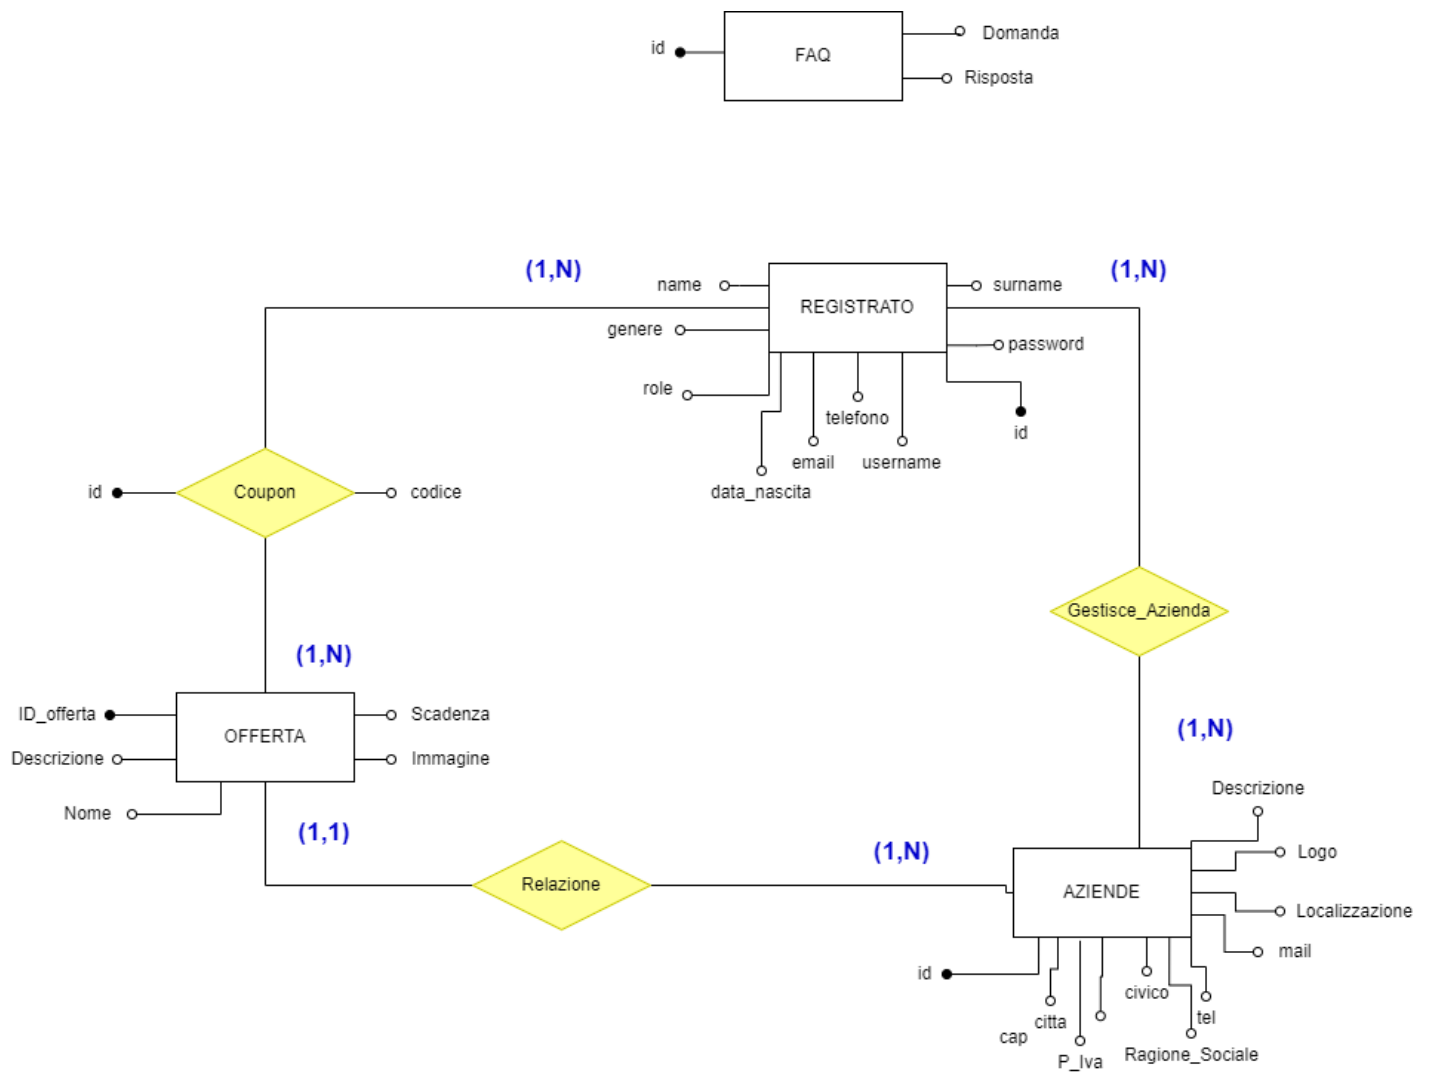 Domanda
id
FAQ
Risposta
(1,N)
(1,N)
name
surname
REGISTRATO
genere
password
role
telefono
id
email
username
data_nascita
id
Coupon
codice
Gestisce_Azienda
(1,N)
ID_offerta
Scadenza
(1,N)
OFFERTA
Descrizione
Immagine
Descrizione
Nome
(1,1)
(1,N)
Logo
Relazione
AZIENDE
Localizzazione
mail
id
civico
citta
tel
cap
Ragione_Sociale
P_Iva